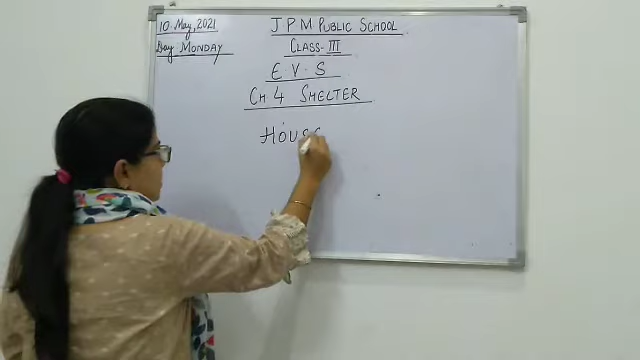 10 May, 2021
Day: Monday
J P M Public School
Class- III
E. V. S
Ch 4 Shelter
House